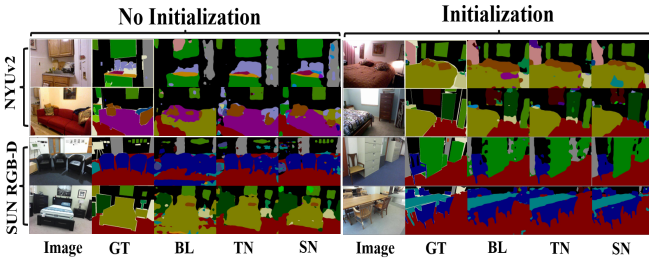 No Initialization
Initialization
NYUv2
SUN RGB-D
Image GT BL TN SN
Image GT BL TN SN